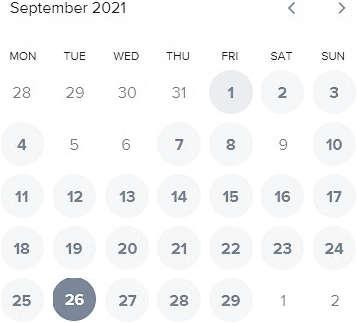 September 2021
MON TUE WED THU FRI SAT SUN
28 29 30 31 1 2 3
4 5 6 7 8 9 10
11 12 13 14 15 16 17
18 19 20 21 22 23 24
25 26 27 28 29 1 2